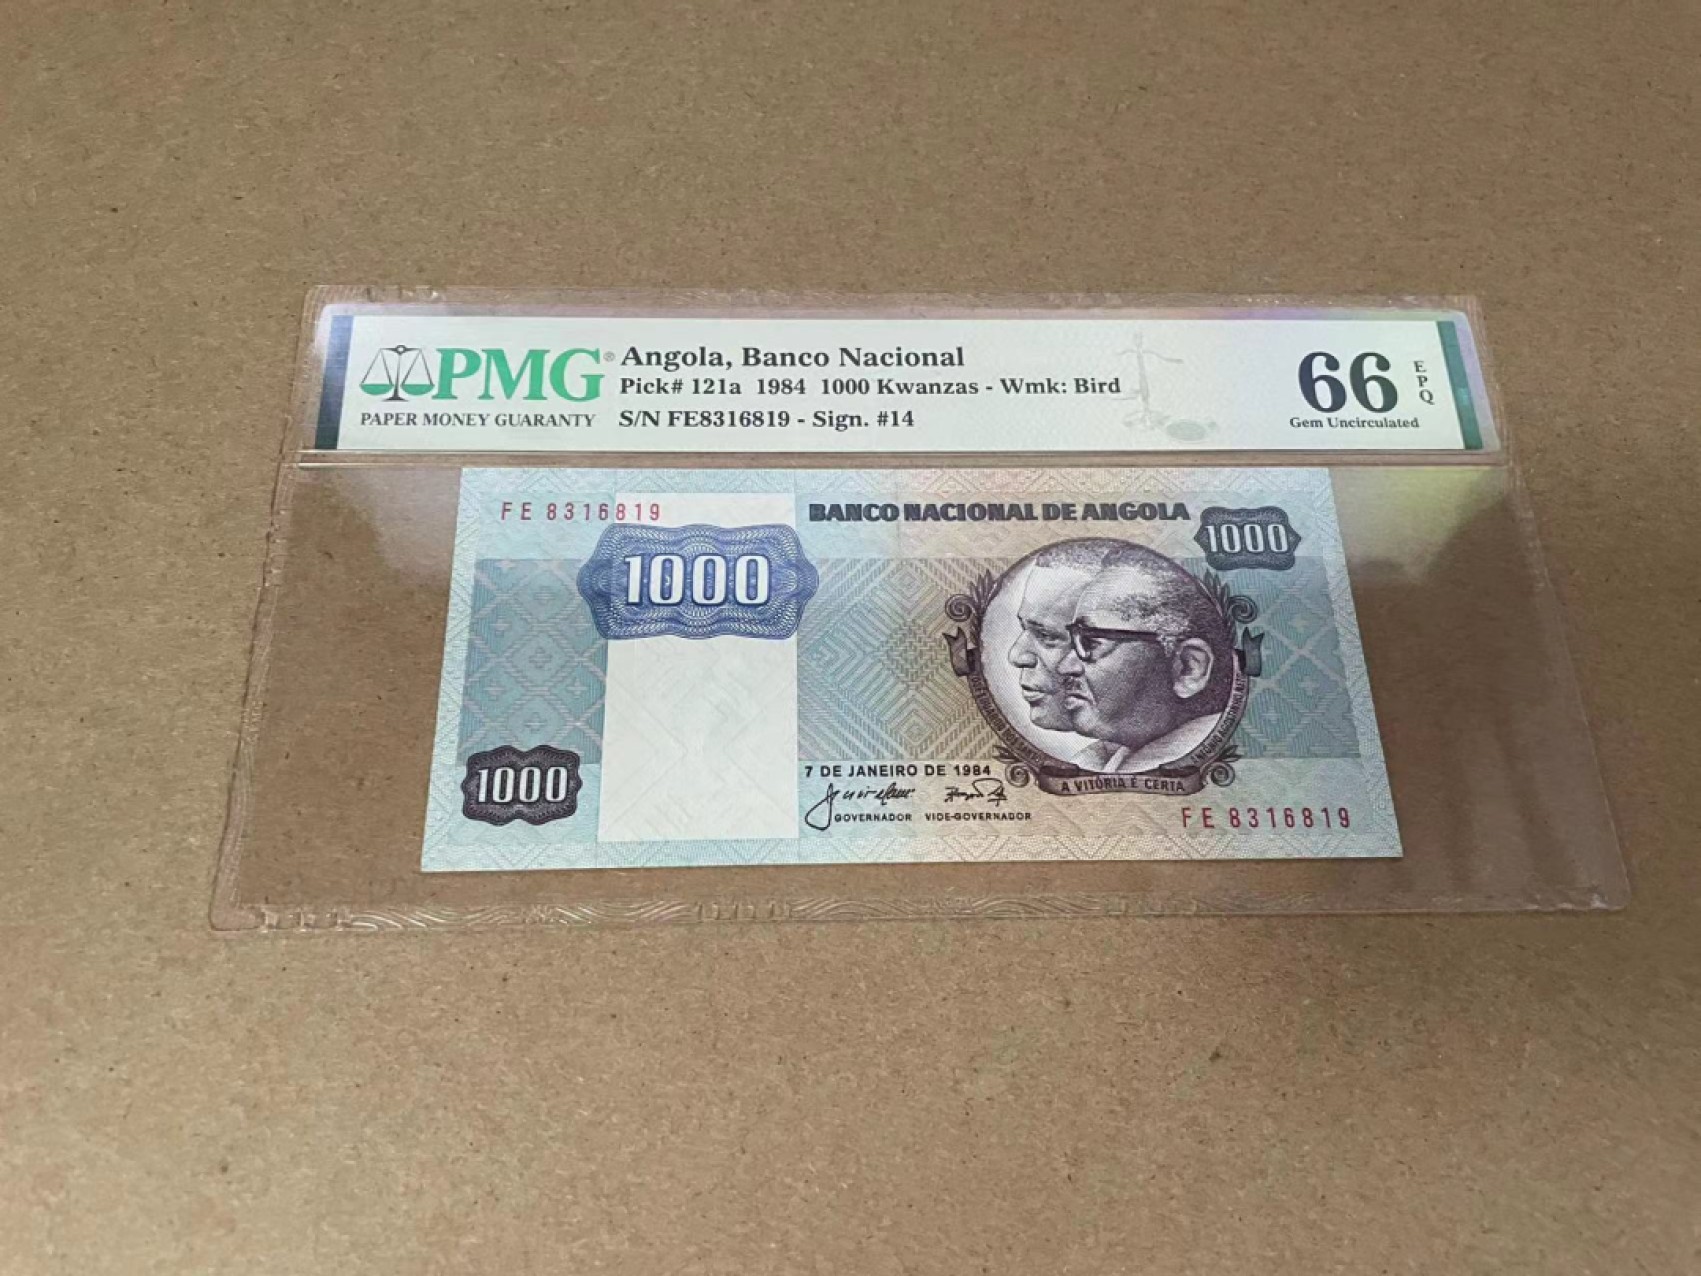 PMG®
PAPER MONEY GUARANTY
Angola, Banco Nacional
Pick# 121a 1984 1000 Kwanzas - Wmk: Bird
S/N FE8316819 - Sign. #14
66
EPQ
Gem Uncirculated
FE 8316819
BANCO NACIONAL DE ANGOLA
1000
1000
1000
7 DE JANEIRO DE 1984
GOVERNADOR VICE-GOVERNADOR
A VITÓRIA É CERTA
FE 8316819